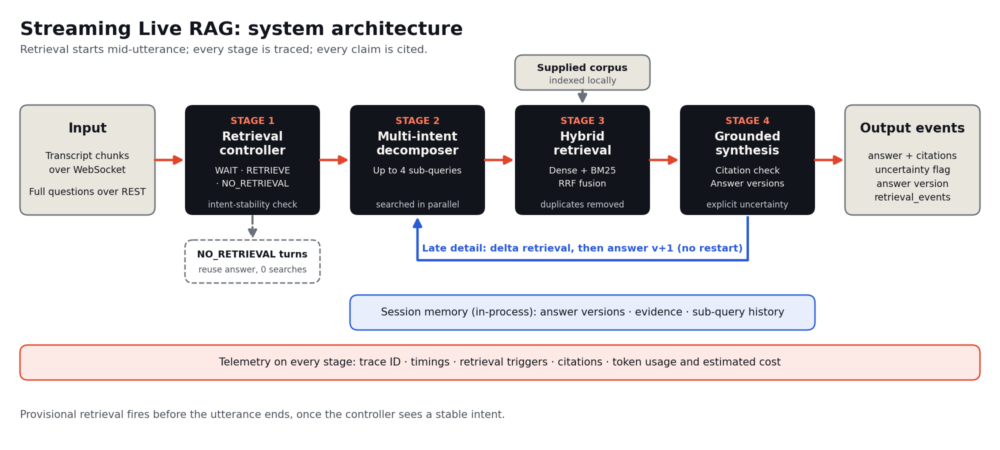 Streaming Live RAG: system architecture
Retrieval starts mid-utterance; every stage is traced; every claim is cited.
Supplied corpus
indexed locally
Input
Transcript chunks
over WebSocket
Full questions over REST
STAGE 1
Retrieval
controller
WAIT · RETRIEVE
· NO_RETRIEVAL
intent-stability check
STAGE 2
Multi-intent
decomposer
Up to 4 sub-queries
searched in parallel
STAGE 3
Hybrid
retrieval
Dense + BM25
RRF fusion
duplicates removed
STAGE 4
Grounded
synthesis
Citation check
Answer versions
explicit uncertainty
Output events
answer + citations
uncertainty flag
answer version
retrieval_events
NO_RETRIEVAL turns
reuse answer, 0 searches
Late detail: delta retrieval, then answer v+1 (no restart)
Session memory (in-process): answer versions · evidence · sub-query history
Telemetry on every stage: trace ID · timings · retrieval triggers · citations · token usage and estimated cost
Provisional retrieval fires before the utterance ends, once the controller sees a stable intent.